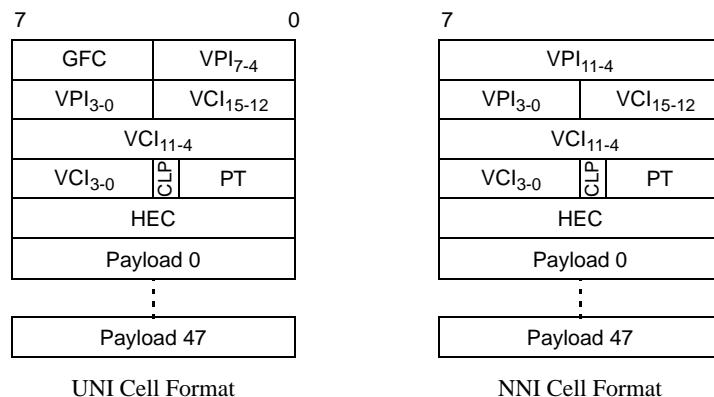 7 0
GFC VPI7-4
VPI3-0 VCI15-12
VCI11-4
VCI3-0 CLP PT
HEC
Payload 0
Payload 47
UNI Cell Format
7
VPI11-4
VPI3-0 VCI15-12
VCI11-4
VCI3-0 CLP PT
HEC
Payload 0
Payload 47
NNI Cell Format